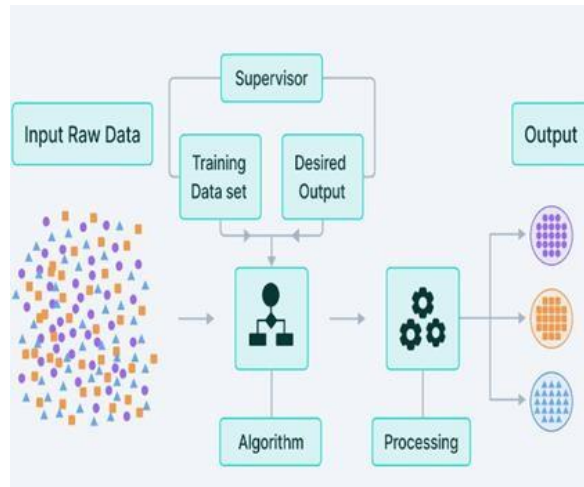 Supervisor
Input Raw Data
Training
Data set
Desired
Output
Output
Algorithm
Processing